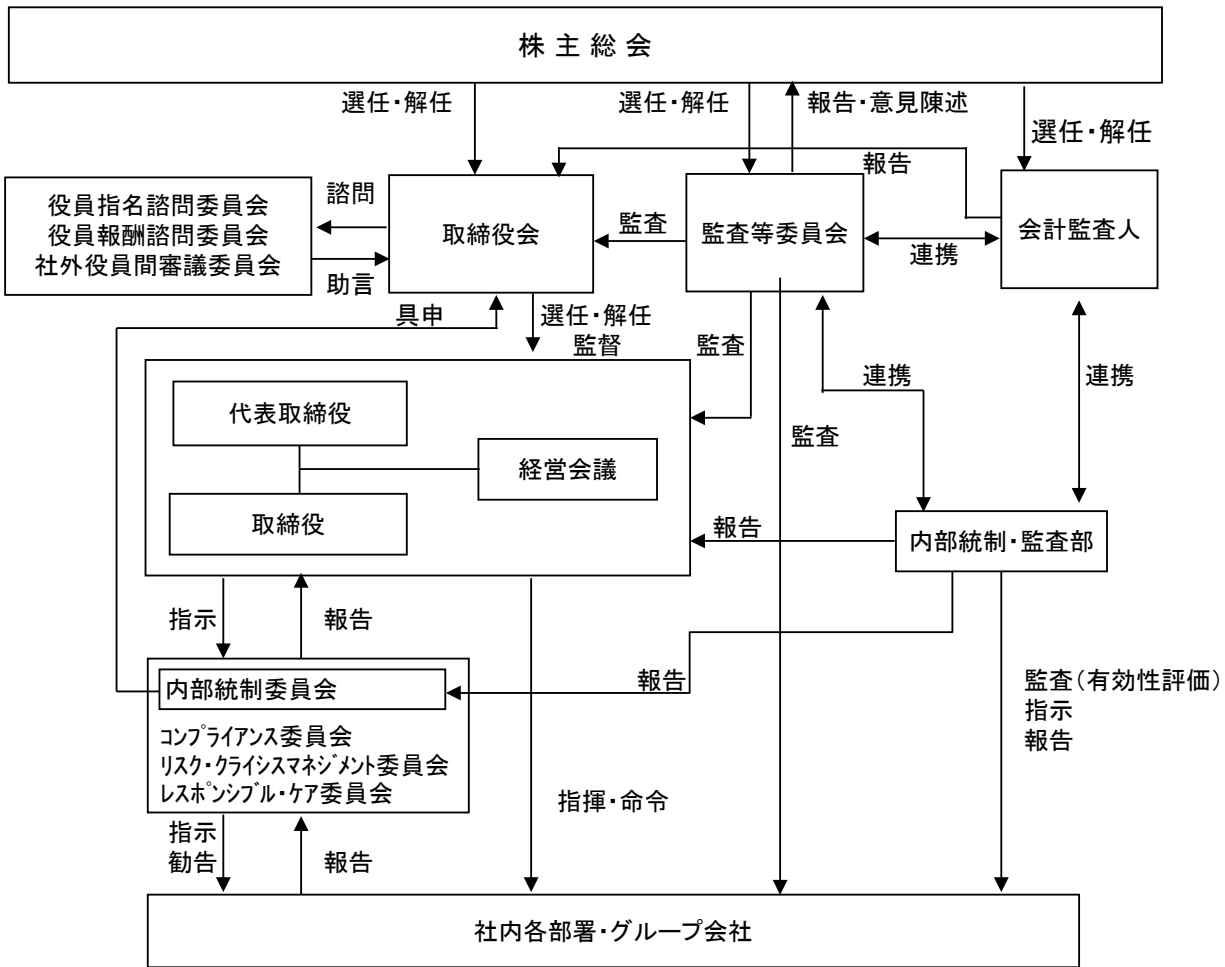 株主総会
選任・解任
選任・解任
報告・意見陳述
選任・解任
報告
役員指名諮問委員会
役員報酬諮問委員会
社外役員間審議委員会
諮問
助言
取締役会
監査
監査等委員会
連携
会計監査人
具申
選任・解任
監督
監査
連携
連携
代表取締役
経営会議
取締役
監査
報告
内部統制・監査部
指示
報告
内部統制委員会
報告
コンプライアンス委員会
リスク・クライシスマネジメント委員会
レスポンシブル・ケア委員会
監査(有効性評価)
指示
報告
指揮・命令
指示
勧告
報告
社内各部署・グループ会社